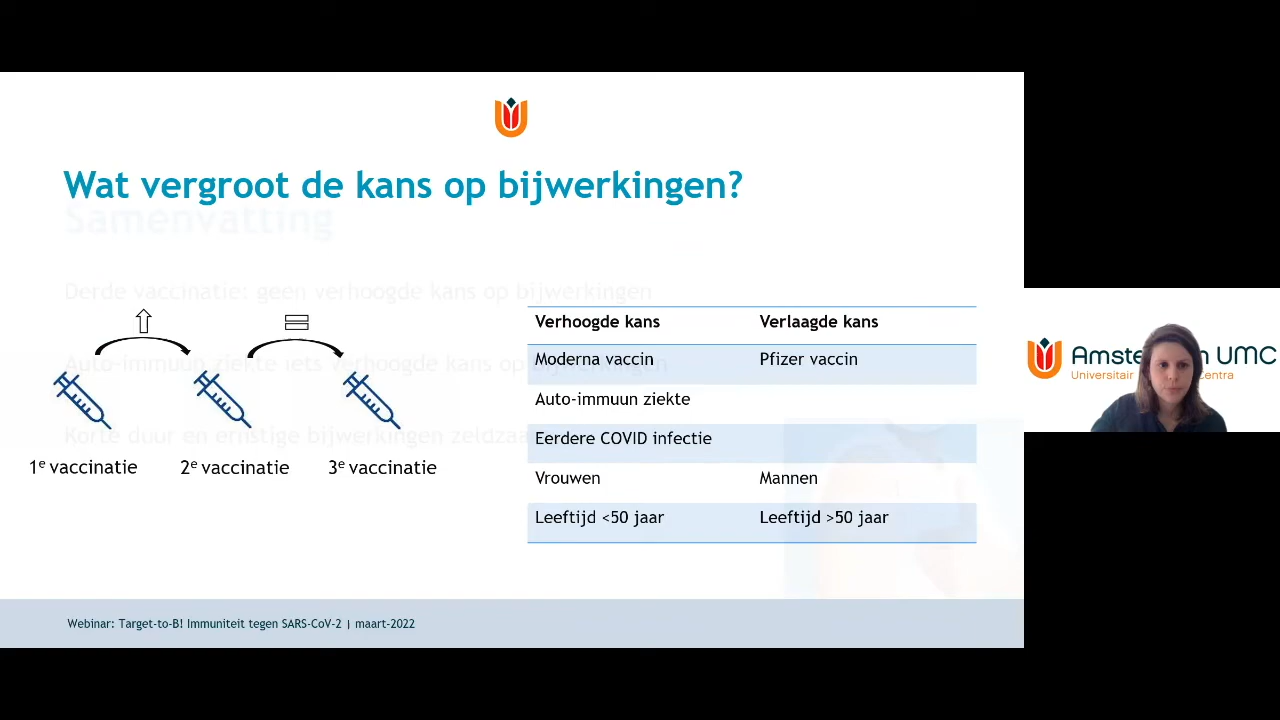 Wat vergroot de kans op bijwerkingen?
Samenvatting
Derde vaccinatie: geen verhoogde kans op bijwerkingen
Auto-immuun ziekte iets verhoogde kans op bijwerkingen
Korte duur en ernstige bijwerkingen
1e vaccinatie
2e vaccinatie
3e vaccinatie
Verhoogde kans Verlaagde kans
Moderna vaccin Pfizer vaccin
Auto-immuun ziekte
Eerdere COVID infectie
Vrouwen Mannen
Leeftijd <50 jaar Leeftijd >50 jaar
Webinar: Target-to-B! Immuniteit tegen SARS-CoV-2 | maart-2022
UMC
Universitair